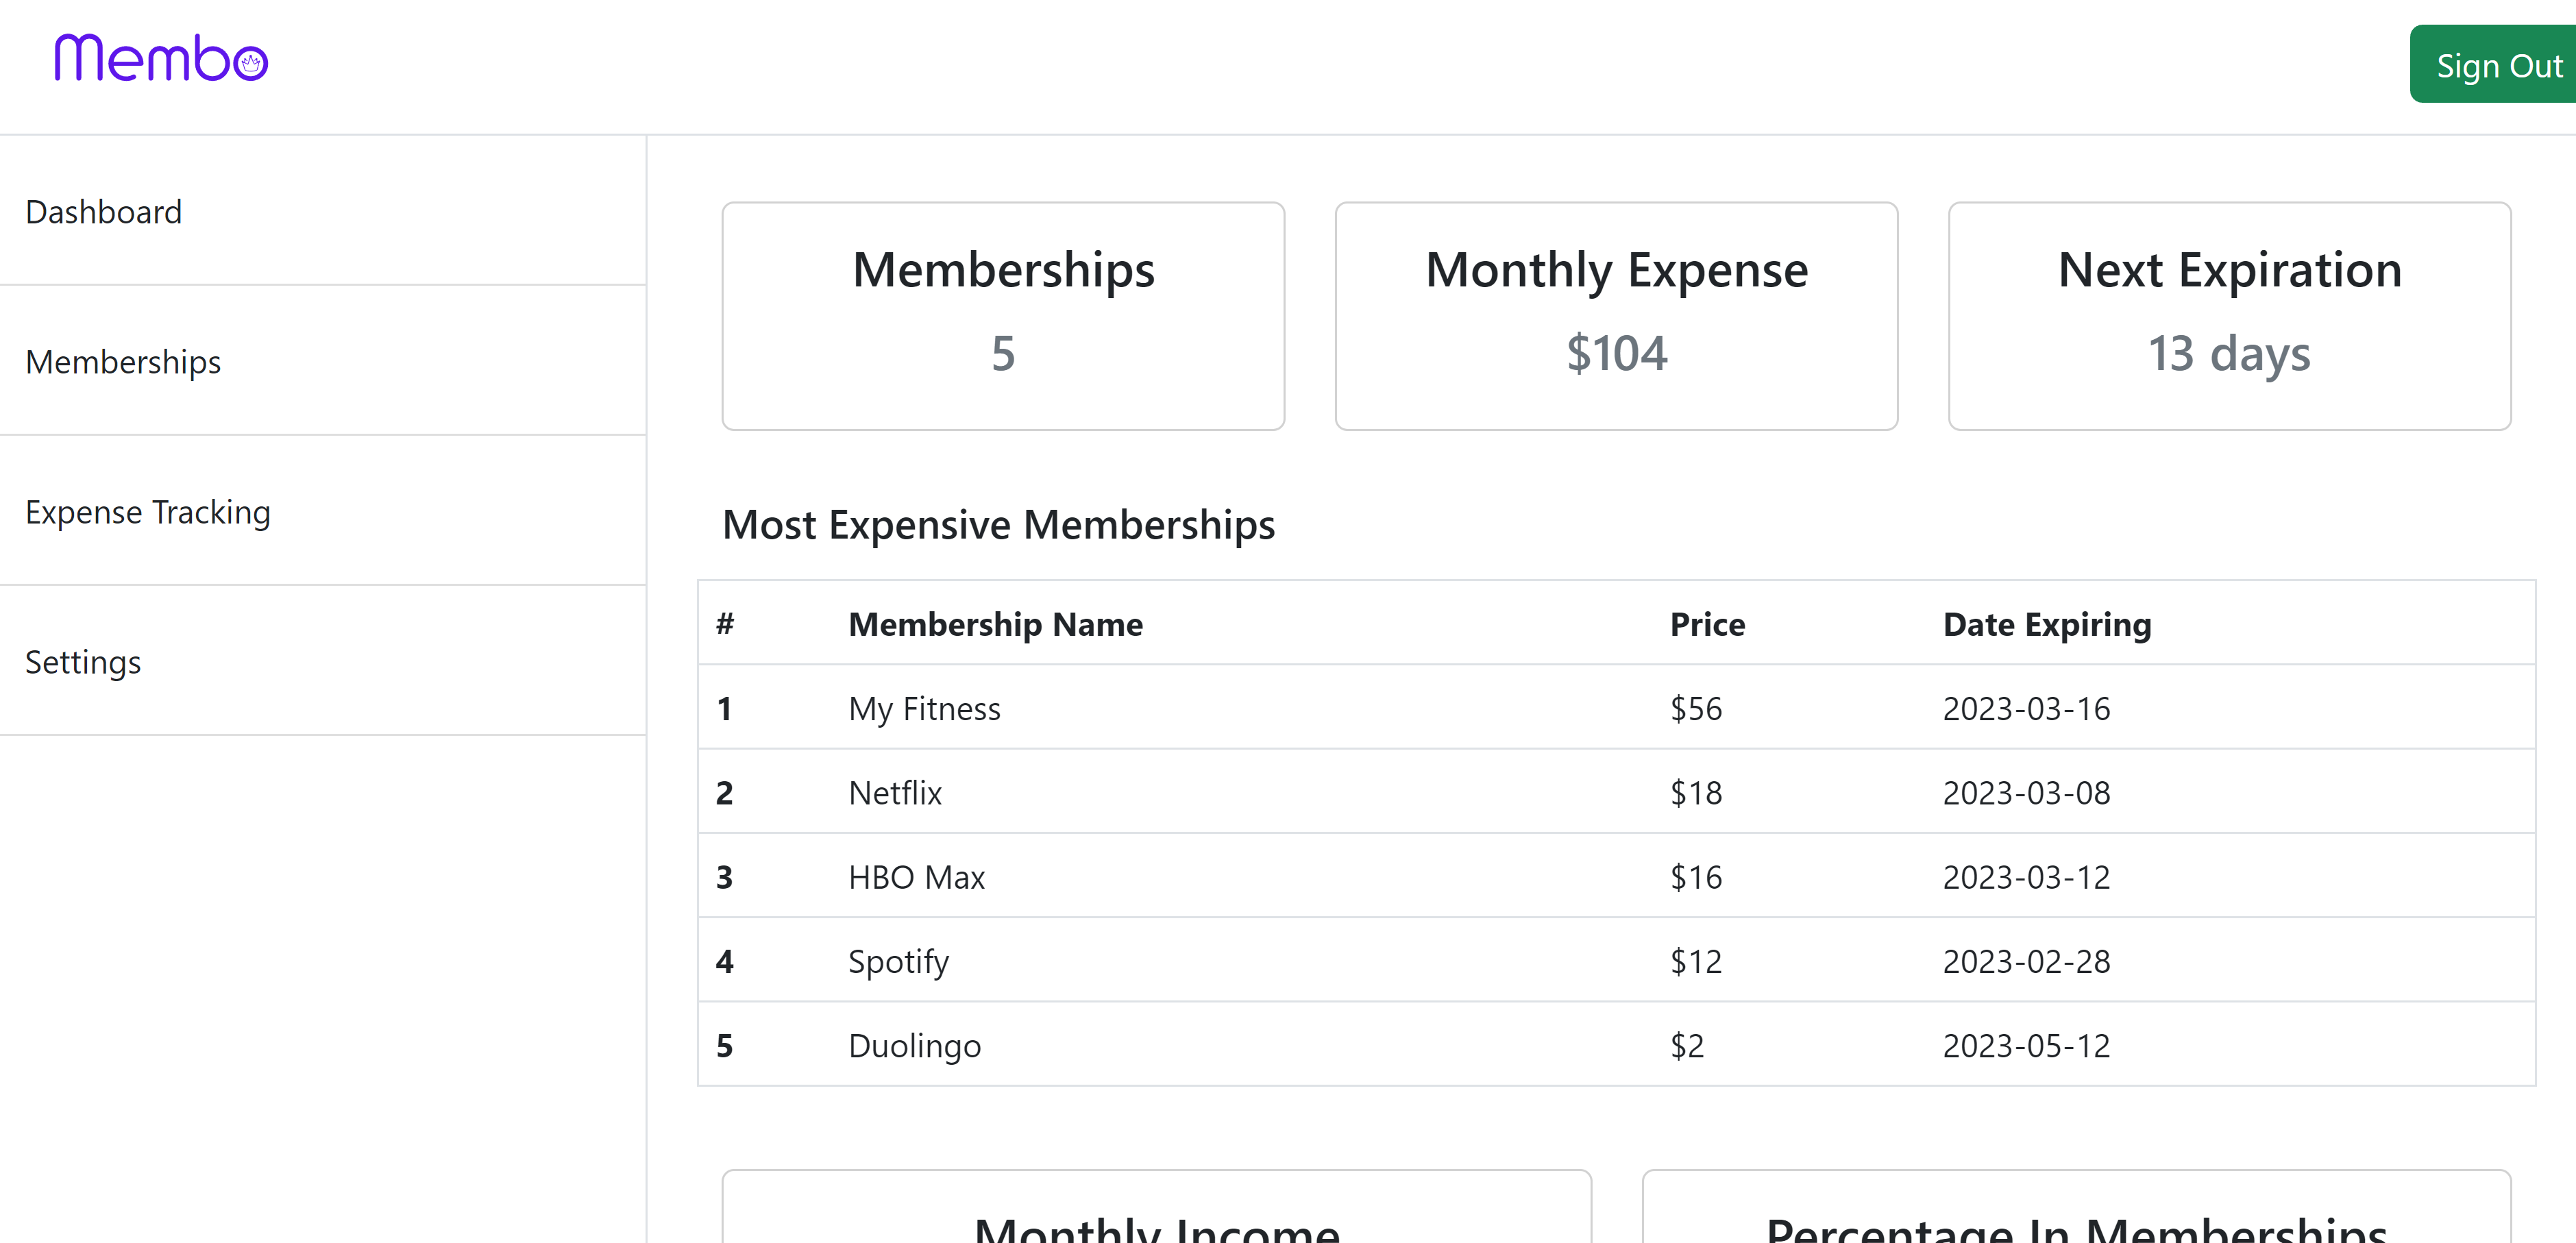 Membo
Sign Out
Dashboard
Memberships
Expense Tracking
Settings
Memberships
5
Monthly Expense
$104
Next Expiration
13 days
Most Expensive Memberships
# Membership Name Price Date Expiring
1 My Fitness $56 2023-03-16
2 Netflix $18 2023-03-08
3 HBO Max $16 2023-03-12
4 Spotify $12 2023-02-28
5 Duolingo $2 2023-05-12
Monthly Income
Percentage In Memberships